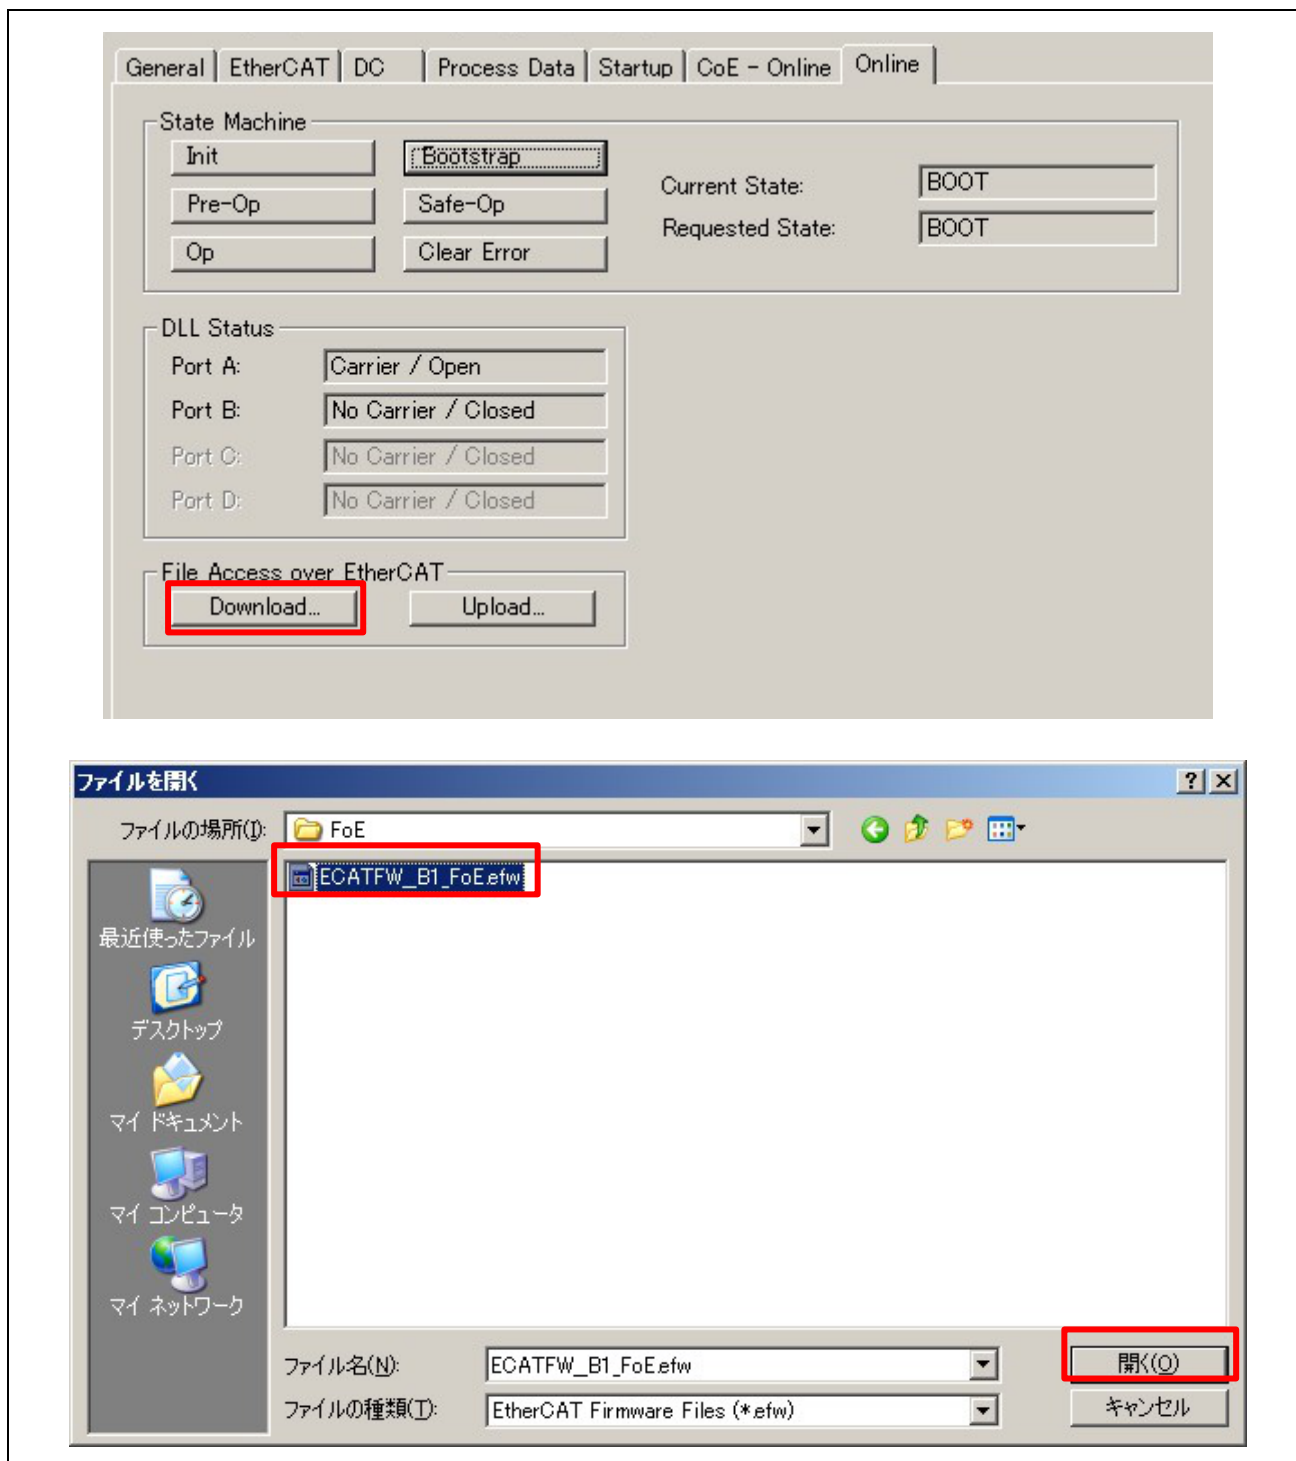 General EtherCAT DC Process Data Startup CoE - Online Online
State Machine
Init Bootstrap
Current State: BOOT
Pre-Op Safe-Op
Requested State: BOOT
Op Clear Error
DLL Status
Port A: Carrier / Open
Port B: No Carrier / Closed
Port C: No Carrier / Closed
Port D: No Carrier / Closed
File Access over EtherCAT
Download... Upload...
ファイルを開く
ファイルの場所(I): FoE
ECATFW_B1_FoE.efw
最近使ったファイル
デスクトップ
マイ ドキュメント
マイ コンピュータ
マイ ネットワーク
ファイル名(N): ECATFW_B1_FoE.efw 開く(O)
ファイルの種類(T): EtherCAT Firmware Files (*.efw) キャンセル